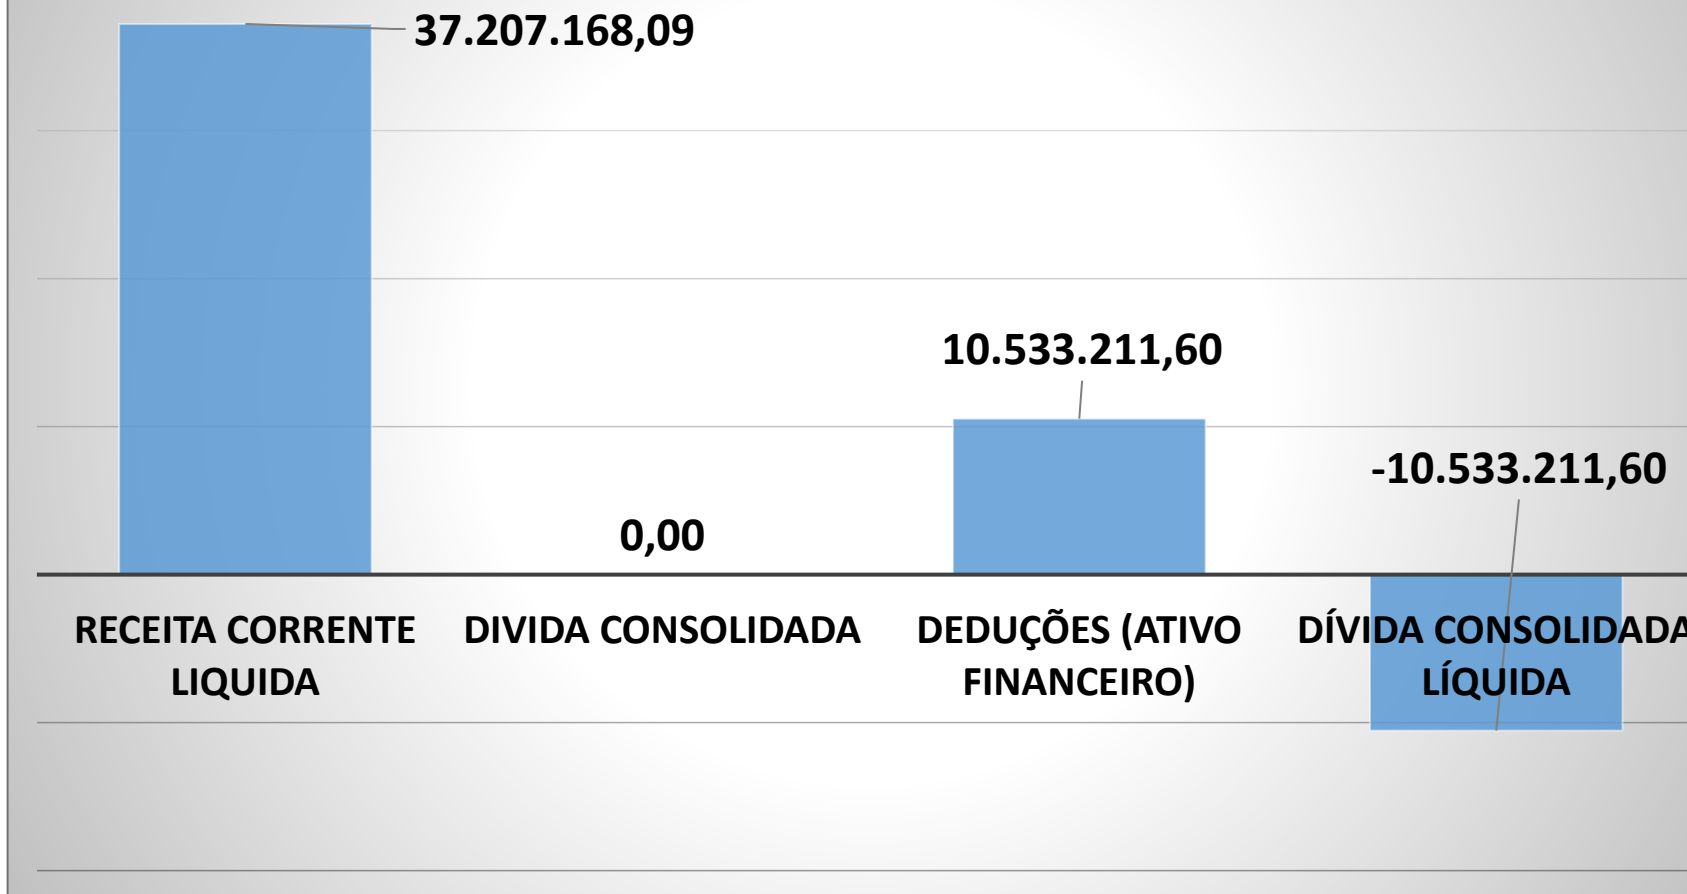 37.207.168,09
10.533.211,60
-10.533.211,60
0,00
RECEITA CORRENTE
LIQUIDA
DIVIDA CONSOLIDADA
DEDUÇÕES (ATIVO
FINANCEIRO)
DÍVIDA CONSOLIDADA
LÍQUIDA